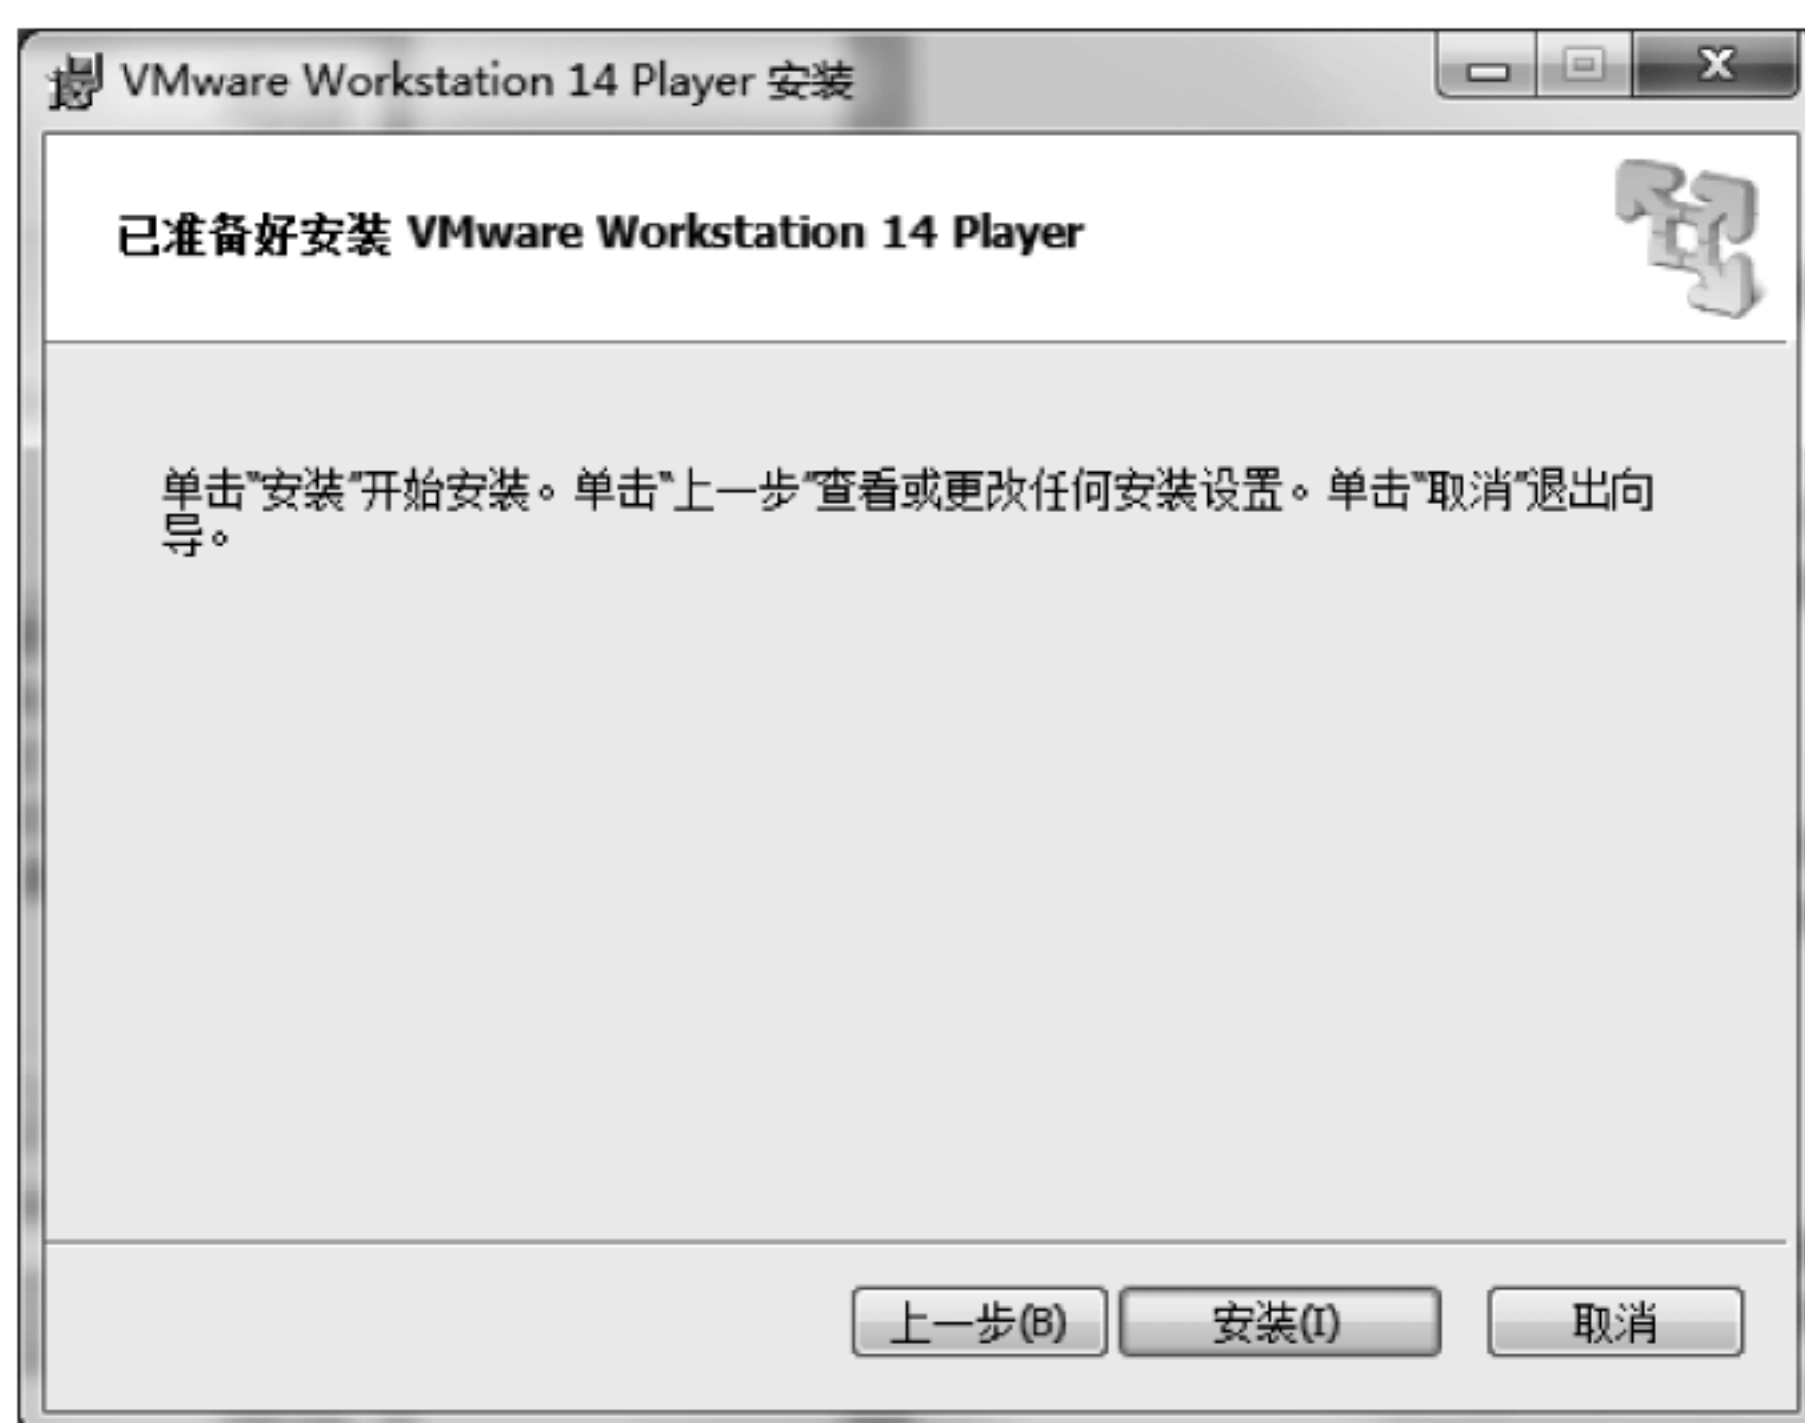 VMware Workstation 14 Player 安装
已准备好安装 VMware Workstation 14 Player
单击"安装"开始安装。单击"上一步"查看或更改任何安装设置。单击"取消"退出向
导。
上一步(B) 安装(I) 取消